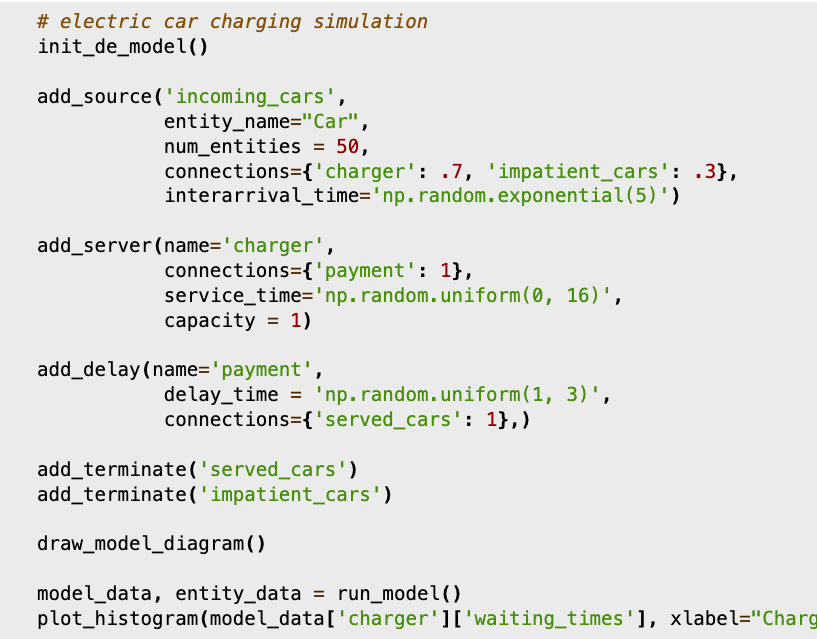 # electric car charging simulation
init_de_model()
add_source('incoming_cars',
entity_name="Car",
num_entities = 50,
connections={'charger': .7, 'impatient_cars': .3},
interarrival_time='np.random.exponential(5)')
add_server(name='charger',
connections={'payment': 1},
service_time='np.random.uniform(0, 16)',
capacity = 1)
add_delay(name='payment',
delay_time = 'np.random.uniform(1, 3)',
connections={'served_cars': 1},)
add_terminate('served_cars')
add_terminate('impatient_cars')
draw_model_diagram()
model_data, entity_data = run_model()
plot_histogram(model_data['charger']['waiting_times'], xlabel="Charg